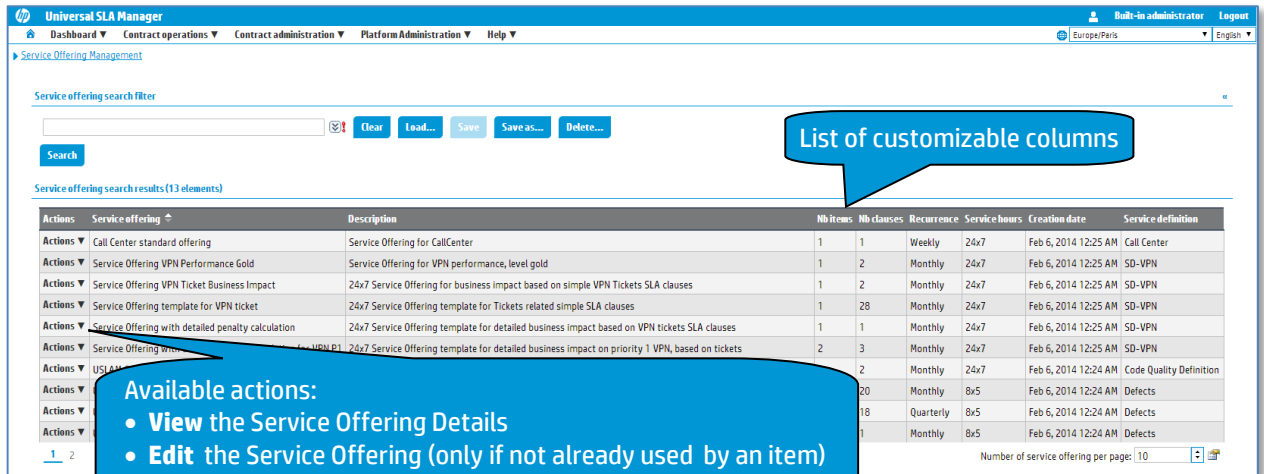 hp Universal SLA Manager Built-in administrator Logout
Dashboard ▼ Contract operations ▼ Contract administration ▼ Platform Administration ▼ Help ▼ Europe/Paris ▼ English ▼
Service Offering Management
Service offering search filter «
Clear Load... Save Save as... Delete...
List of customizable columns
Search
Service offering search results (13 elements)
Actions Service offering Description Nb items Nb clauses Recurrence Service hours Creation date Service definition
Actions ▼ Call Center standard offering Service Offering for CallCenter 1 1 Weekly 24x7 Feb 6, 2014 12:25 AM Call Center
Actions ▼ Service Offering VPN Performance Gold Service Offering for VPN performance, level gold 1 2 Monthly 24x7 Feb 6, 2014 12:25 AM SD-VPN
Actions ▼ Service Offering VPN Ticket Business Impact 24x7 Service Offering for business impact based on simple VPN Tickets SLA clauses 1 2 Monthly 24x7 Feb 6, 2014 12:25 AM SD-VPN
Actions ▼ Service Offering template for VPN ticket 24x7 Service Offering template for Tickets related simple SLA clauses 1 28 Monthly 24x7 Feb 6, 2014 12:25 AM SD-VPN
Actions ▼ Service Offering with detailed penalty calculation 24x7 Service Offering template for detailed business impact based on VPN tickets SLA clauses 1 1 Monthly 24x7 Feb 6, 2014 12:25 AM SD-VPN
Actions ▼ Service Offering with VPN P1 24x7 Service Offering template for detailed business impact on priority 1 VPN, based on tickets 2 3 Monthly 24x7 Feb 6, 2014 12:25 AM SD-VPN
Actions ▼ 2 Monthly 24x7 Feb 6, 2014 12:24 AM Code Quality Definition
Actions ▼ 20 Monthly 8x5 Feb 6, 2014 12:24 AM Defects
Actions ▼ 18 Quarterly 8x5 Feb 6, 2014 12:24 AM Defects
Actions ▼ 1 Monthly 8x5 Feb 6, 2014 12:24 AM Defects
Available actions:
• View the Service Offering Details
• Edit the Service Offering (only if not already used by an item)
1 2 Number of service offering per page: 10